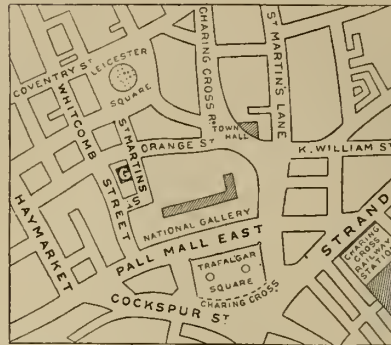 COVENTRY ST
LEICESTER
SQUARE
CHARING CROSS RD
ST MARTIN'S LANE
WHITCOMB
STREET
ST MARTINS
ST
ORANGE ST
TOWN
HALL
K. WILLIAM ST
HAYMARKET
NATIONAL GALLERY
PALL MALL EAST
TRAFALGAR
SQUARE
CHARING CROSS
COCKSPUR ST
STRAND
CHARING
CROSS
RAILWAY
STATION